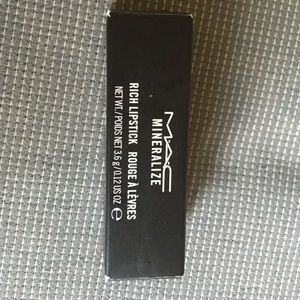 MAC
MINERALIZE
RICH LIPSTICK ROUGE À LÈVRES
NET WT./POIDS NET 3.6 g/0.12 US OZ ℮